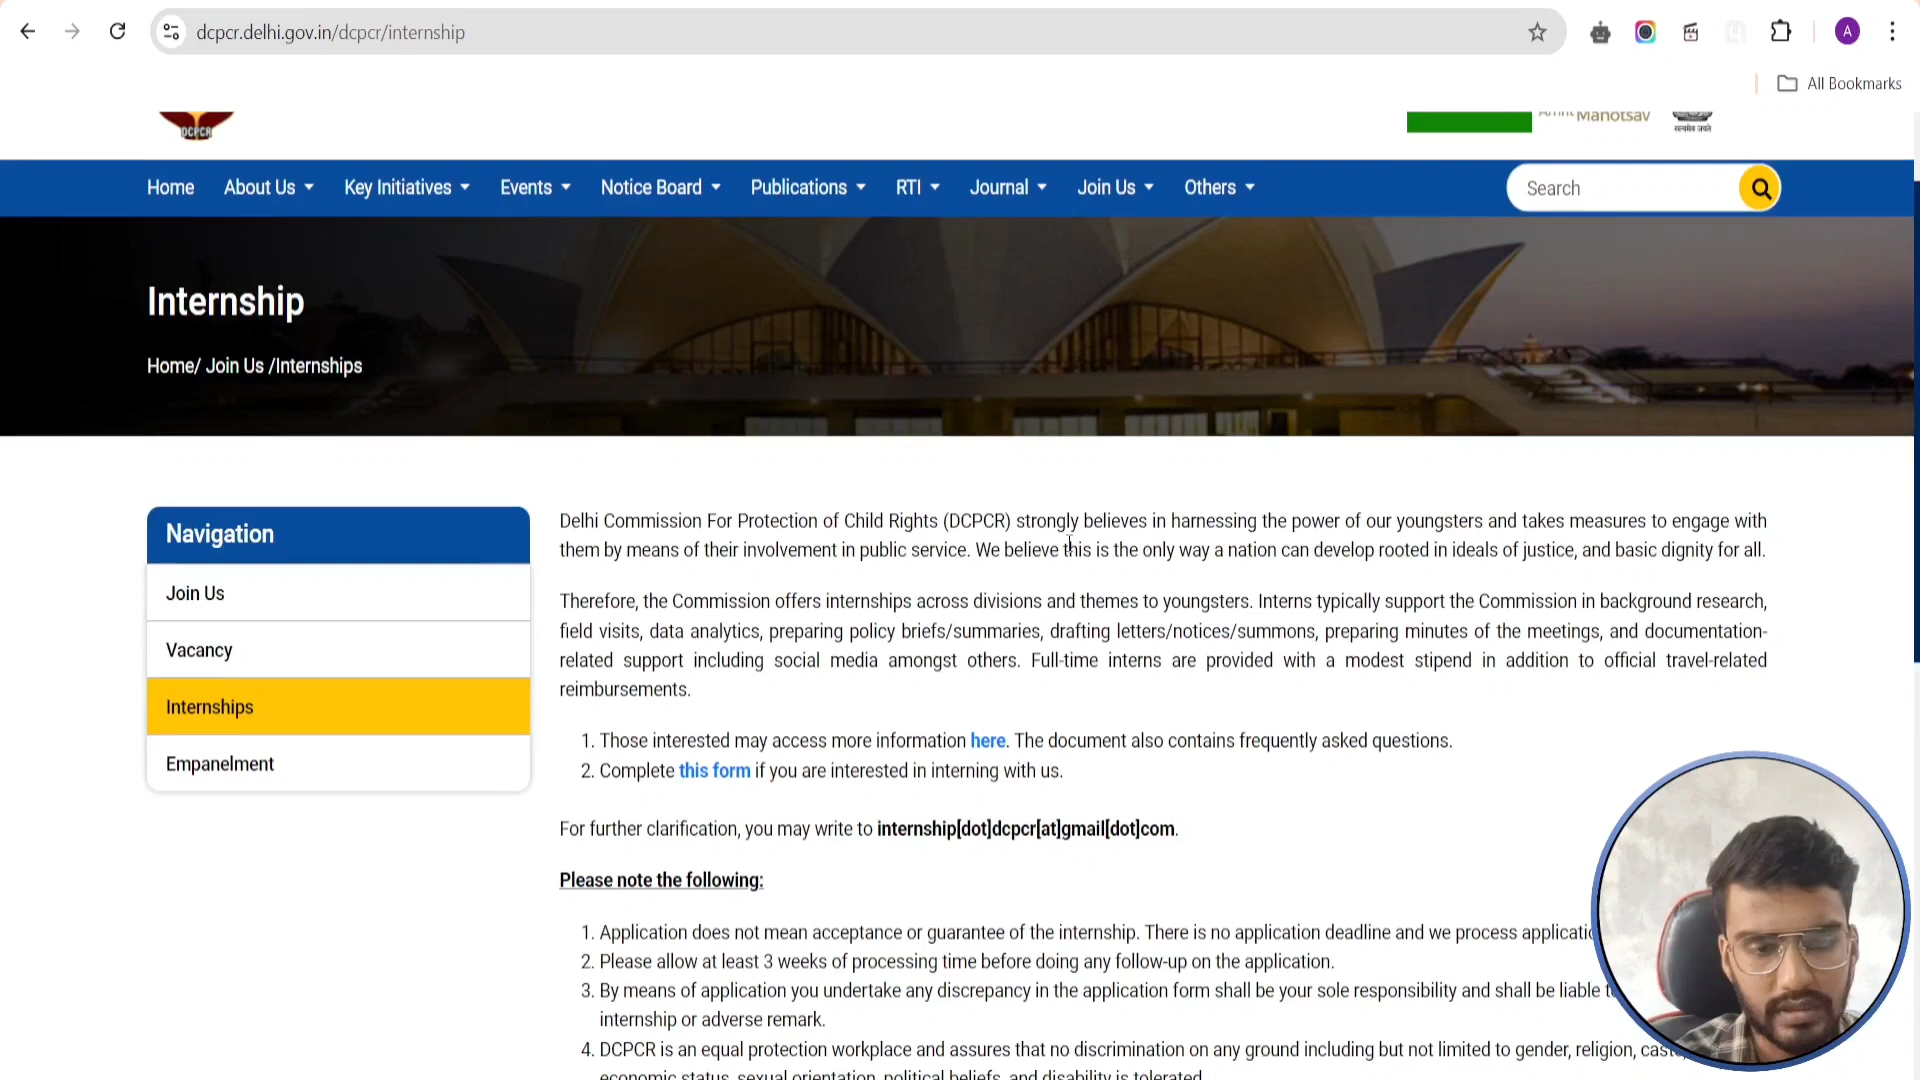 dcpcr.delhi.gov.in/dcpcr/internship
A
All Bookmarks
DCPCR
Amrit Mahotsav
सत्यमेव जयते
Home About Us Key Initiatives Events Notice Board Publications RTI Journal Join Us Others Search
Internship
Home/ Join Us /Internships
Navigation
Join Us
Vacancy
Internships
Empanelment
Delhi Commission For Protection of Child Rights (DCPCR) strongly believes in harnessing the power of our youngsters and takes measures to engage with
them by means of their involvement in public service. We believe this is the only way a nation can develop rooted in ideals of justice, and basic dignity for all.
Therefore, the Commission offers internships across divisions and themes to youngsters. Interns typically support the Commission in background research,
field visits, data analytics, preparing policy briefs/summaries, drafting letters/notices/summons, preparing minutes of the meetings, and documentation-
related support including social media amongst others. Full-time interns are provided with a modest stipend in addition to official travel-related
reimbursements.
1. Those interested may access more information here. The document also contains frequently asked questions.
2. Complete this form if you are interested in interning with us.
For further clarification, you may write to internship[dot]dcpcr[at]gmail[dot]com.
Please note the following:
1. Application does not mean acceptance or guarantee of the internship. There is no application deadline and we process
2. Please allow at least 3 weeks of processing time before doing any follow-up on the application.
3. By means of application you undertake any discrepancy in the application form shall be your sole responsibility and shall be liable
internship or adverse remark.
4. DCPCR is an equal protection workplace and assures that no discrimination on any ground including but not limited to gender, religion,
economic status, sexual orientation, political beliefs, and disability is tolerated.